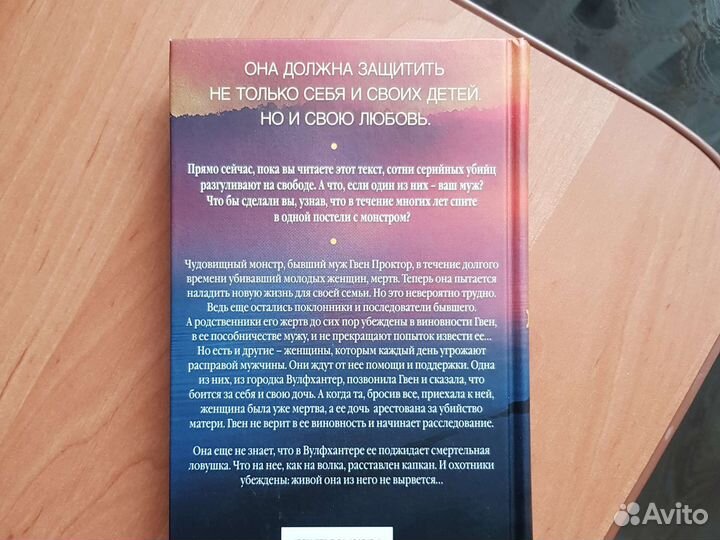 ОНА ДОЛЖНА ЗАЩИТИТЬ
НЕ ТОЛЬКО СЕБЯ И СВОИХ ДЕТЕЙ.
НО И СВОЮ ЛЮБОВЬ.
Прямо сейчас, пока вы читаете этот текст, сотни серийных убийц
разгуливают на свободе. А что, если один из них – ваш муж?
Что бы сделали вы, узнав, что в течение многих лет спите
в одной постели с монстром?
Чудовищный монстр, бывший муж Гвен Проктор, в течение долгого
времени убивавший молодых женщин, мертв. Теперь она пытается
наладить новую жизнь для своей семьи. Но это невероятно трудно.
Ведь еще остались поклонники и последователи бывшего.
А родственники его жертв до сих пор убеждены в виновности Гвен,
в ее пособничестве мужу, и не прекращают попыток извести ее...
Но есть и другие – женщины, которым каждый день угрожают
расправой мужчины. Они ждут от нее помощи и поддержки. Одна
из них, из городка Вулфхантер, позвонила Гвен и сказала, что
боится за себя и свою дочь. А когда та, бросив все, приехала к ней,
женщина была уже мертва, а ее дочь арестована за убийство
матери. Гвен не верит в ее виновность и начинает расследование.
Она еще не знает, что в Вулфхантере ее поджидает смертельная
ловушка. Что на нее, как на волка, расставлен капкан. И охотники
убеждены: живой она из него не вырвется...
Avito